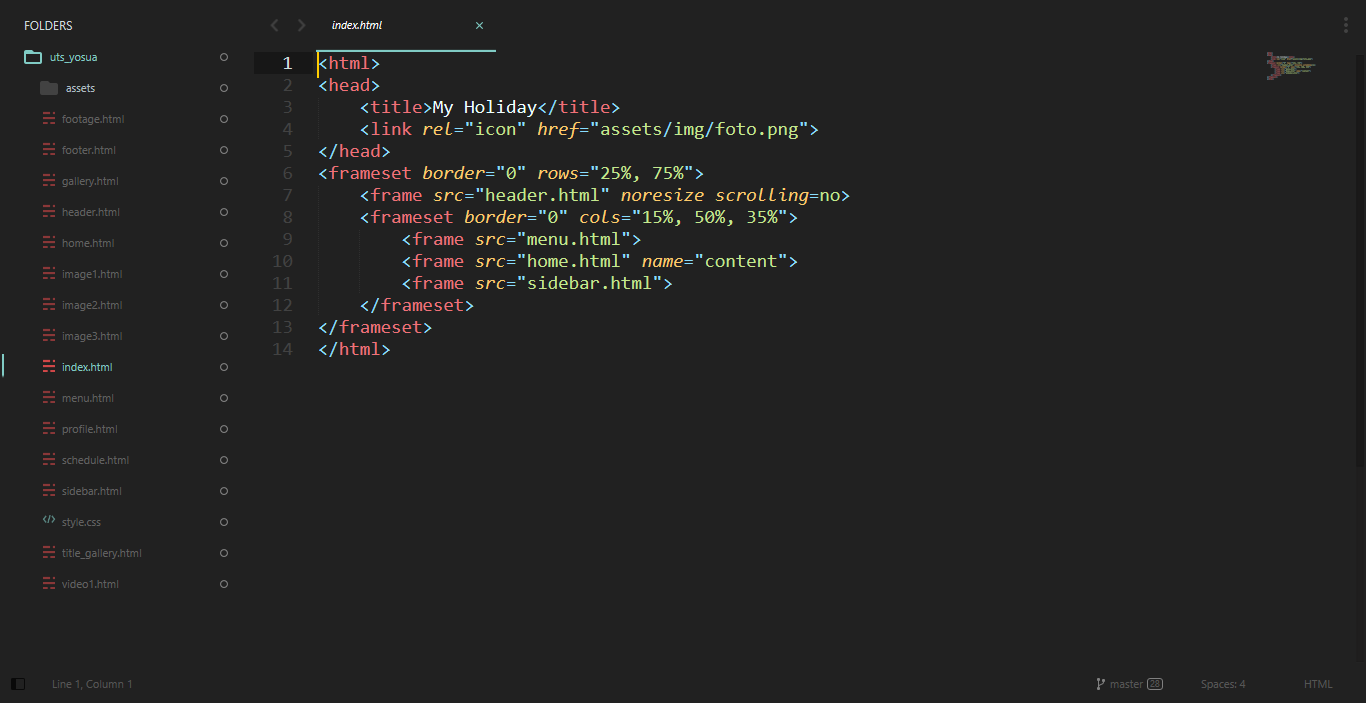 FOLDERS
uts_yosua
assets
footage.html
footer.html
gallery.html
header.html
home.html
image1.html
image2.html
image3.html
index.html
menu.html
profile.html
schedule.html
sidebar.html
style.css
title_gallery.html
video1.html
index.html ×
1 <html>
2 <head>
3     <title>My Holiday</title>
4     <link rel="icon" href="assets/img/foto.png">
5 </head>
6 <frameset border="0" rows="25%, 75%">
7     <frame src="header.html" noresize scrolling=no>
8     <frameset border="0" cols="15%, 50%, 35%">
9         <frame src="menu.html">
10         <frame src="home.html" name="content">
11         <frame src="sidebar.html">
12     </frameset>
13 </frameset>
14 </html>
Line 1, Column 1
master 28
Spaces: 4
HTML